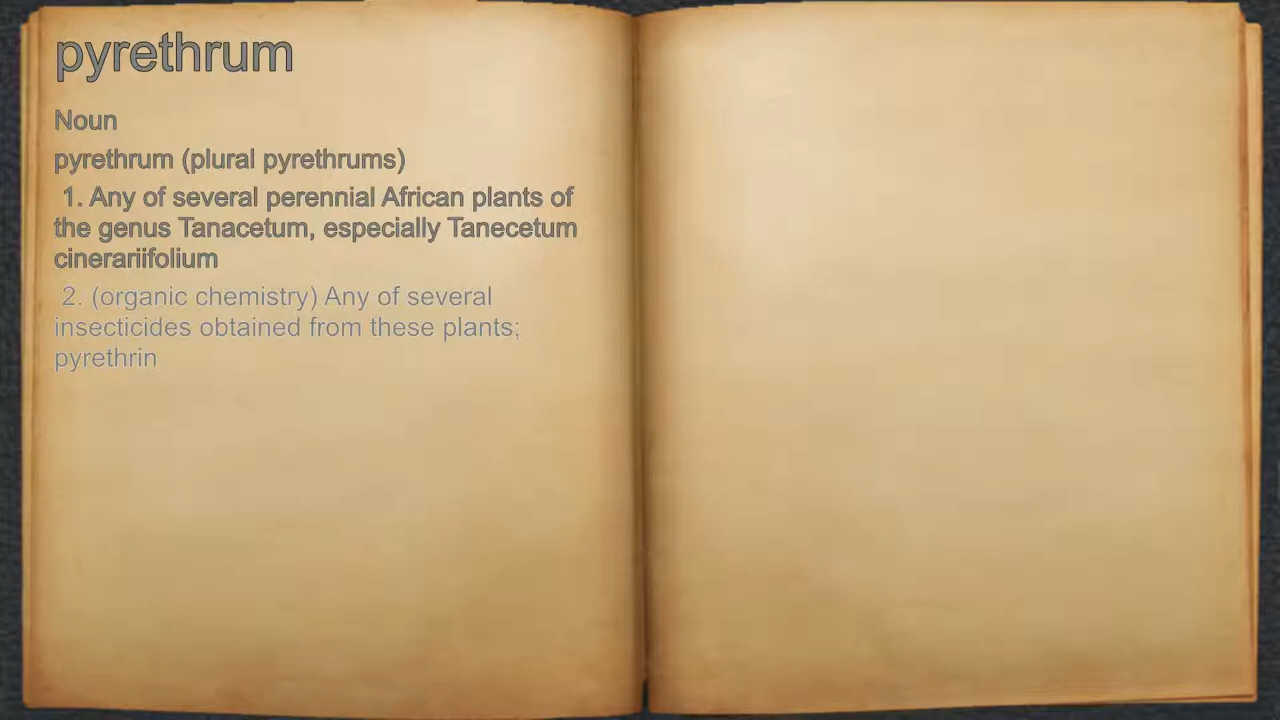 pyrethrum
Noun
pyrethrum (plural pyrethrums)
1. Any of several perennial African plants of
the genus Tanacetum, especially Tanecetum
cinerariifolium
2. (organic chemistry) Any of several
insecticides obtained from these plants;
pyrethrin